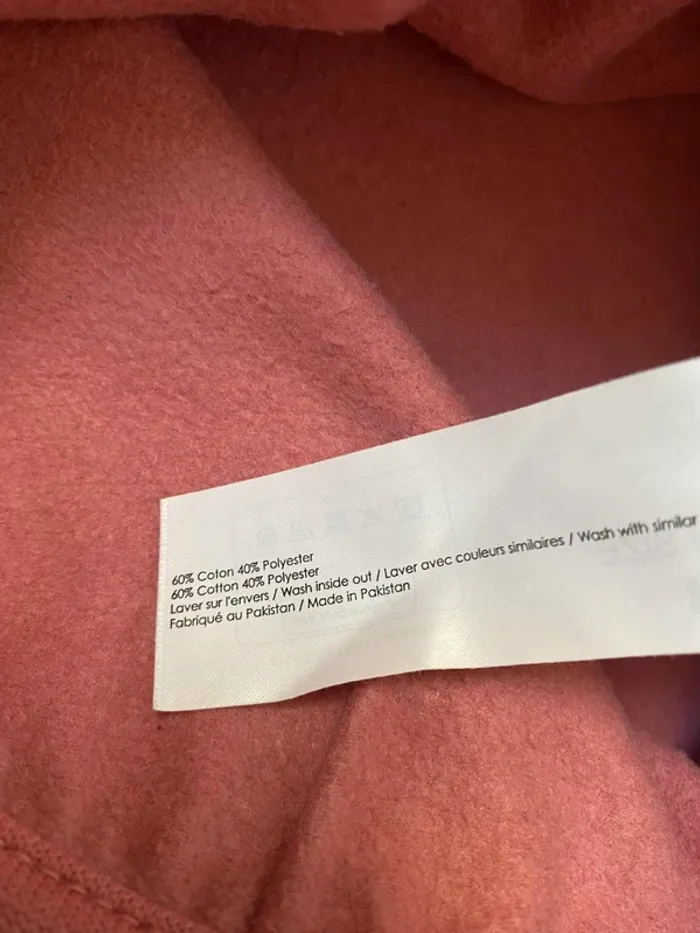 60% Coton 40% Polyester
60% Cotton 40% Polyester
Laver sur l'envers / Wash inside out / Laver avec couleurs similaires / Wash with similar
Fabriqué au Pakistan / Made in Pakistan